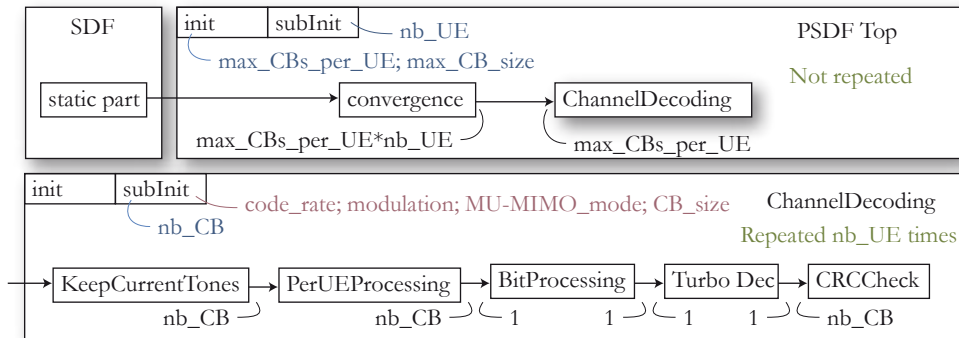 SDF
init subInit nb_UE PSDF Top
max_CBs_per_UE; max_CB_size
Not repeated
static part convergence ChannelDecoding
max_CBs_per_UE*nb_UE max_CBs_per_UE
init subInit code_rate; modulation; MU-MIMO_mode; CB_size ChannelDecoding
nb_CB Repeated nb_UE times
KeepCurrentTones PerUEProcessing BitProcessing Turbo Dec CRCCheck
nb_CB nb_CB 1 1 1 1 nb_CB